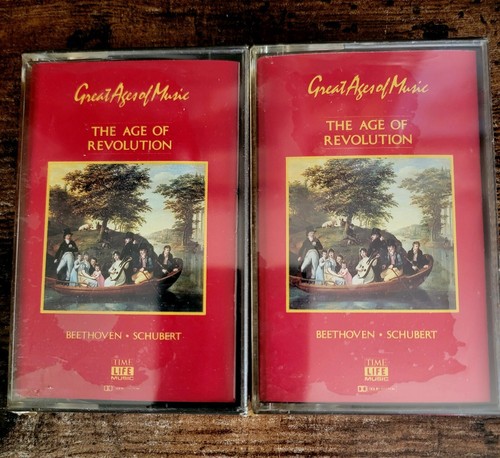 Great Ages of Music
THE AGE OF
REVOLUTION
BEETHOVEN • SCHUBERT
TIME
LIFE
MUSIC
Great Ages of Music
THE AGE OF
REVOLUTION
BEETHOVEN • SCHUBERT
TIME
LIFE
MUSIC